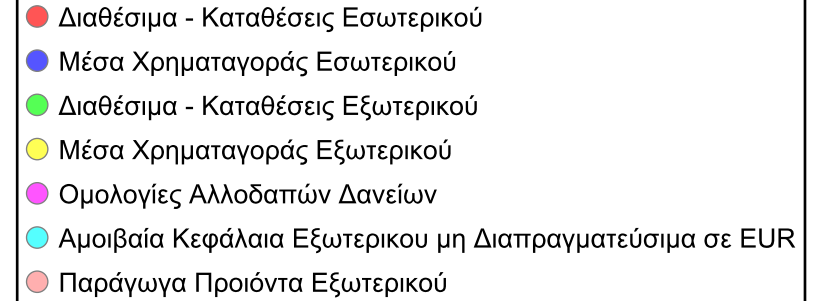 Διαθέσιμα - Καταθέσεις Εσωτερικού
Μέσα Χρηματαγοράς Εσωτερικού
Διαθέσιμα - Καταθέσεις Εξωτερικού
Μέσα Χρηματαγοράς Εξωτερικού
Ομολογίες Αλλοδαπών Δανείων
Αμοιβαία Κεφάλαια Εξωτερικου μη Διαπραγματεύσιμα σε EUR
Παράγωγα Προιόντα Εξωτερικού